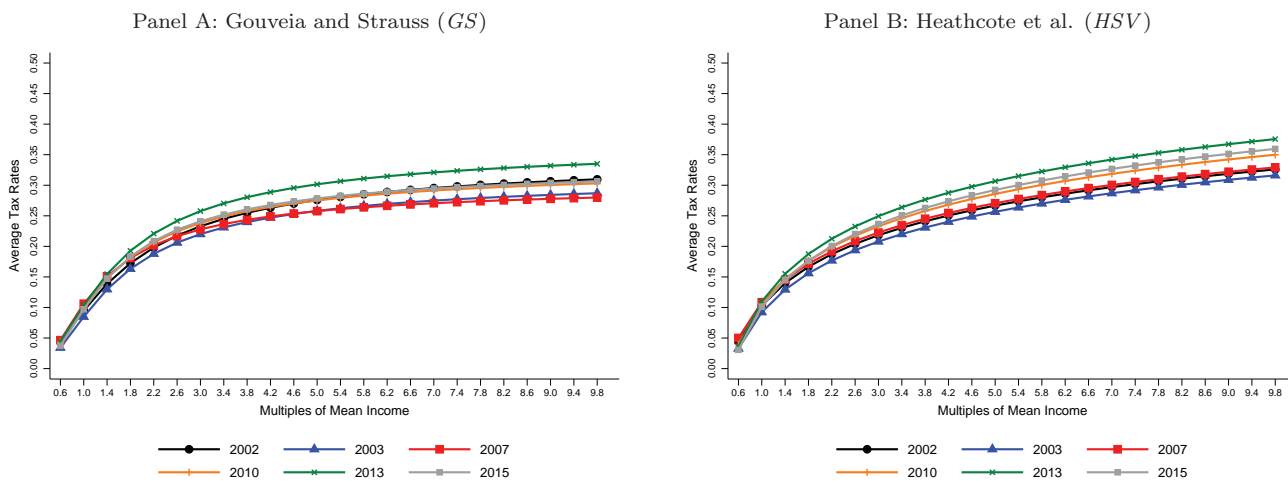 Panel A: Gouveia and Strauss (GS)
Average Tax Rates
0.50
0.45
0.40
0.35
0.30
0.25
0.20
0.15
0.10
0.05
0.00
0.6 1.0 1.4 1.8 2.2 2.6 3.0 3.4 3.8 4.2 4.6 5.0 5.4 5.8 6.2 6.6 7.0 7.4 7.8 8.2 8.6 9.0 9.4 9.8
Multiples of Mean Income
2002 2003 2007
2010 2013 2015
Panel B: Heathcote et al. (HSV)
Average Tax Rates
0.50
0.45
0.40
0.35
0.30
0.25
0.20
0.15
0.10
0.05
0.00
0.6 1.0 1.4 1.8 2.2 2.6 3.0 3.4 3.8 4.2 4.6 5.0 5.4 5.8 6.2 6.6 7.0 7.4 7.8 8.2 8.6 9.0 9.4 9.8
Multiples of Mean Income
2002 2003 2007
2010 2013 2015